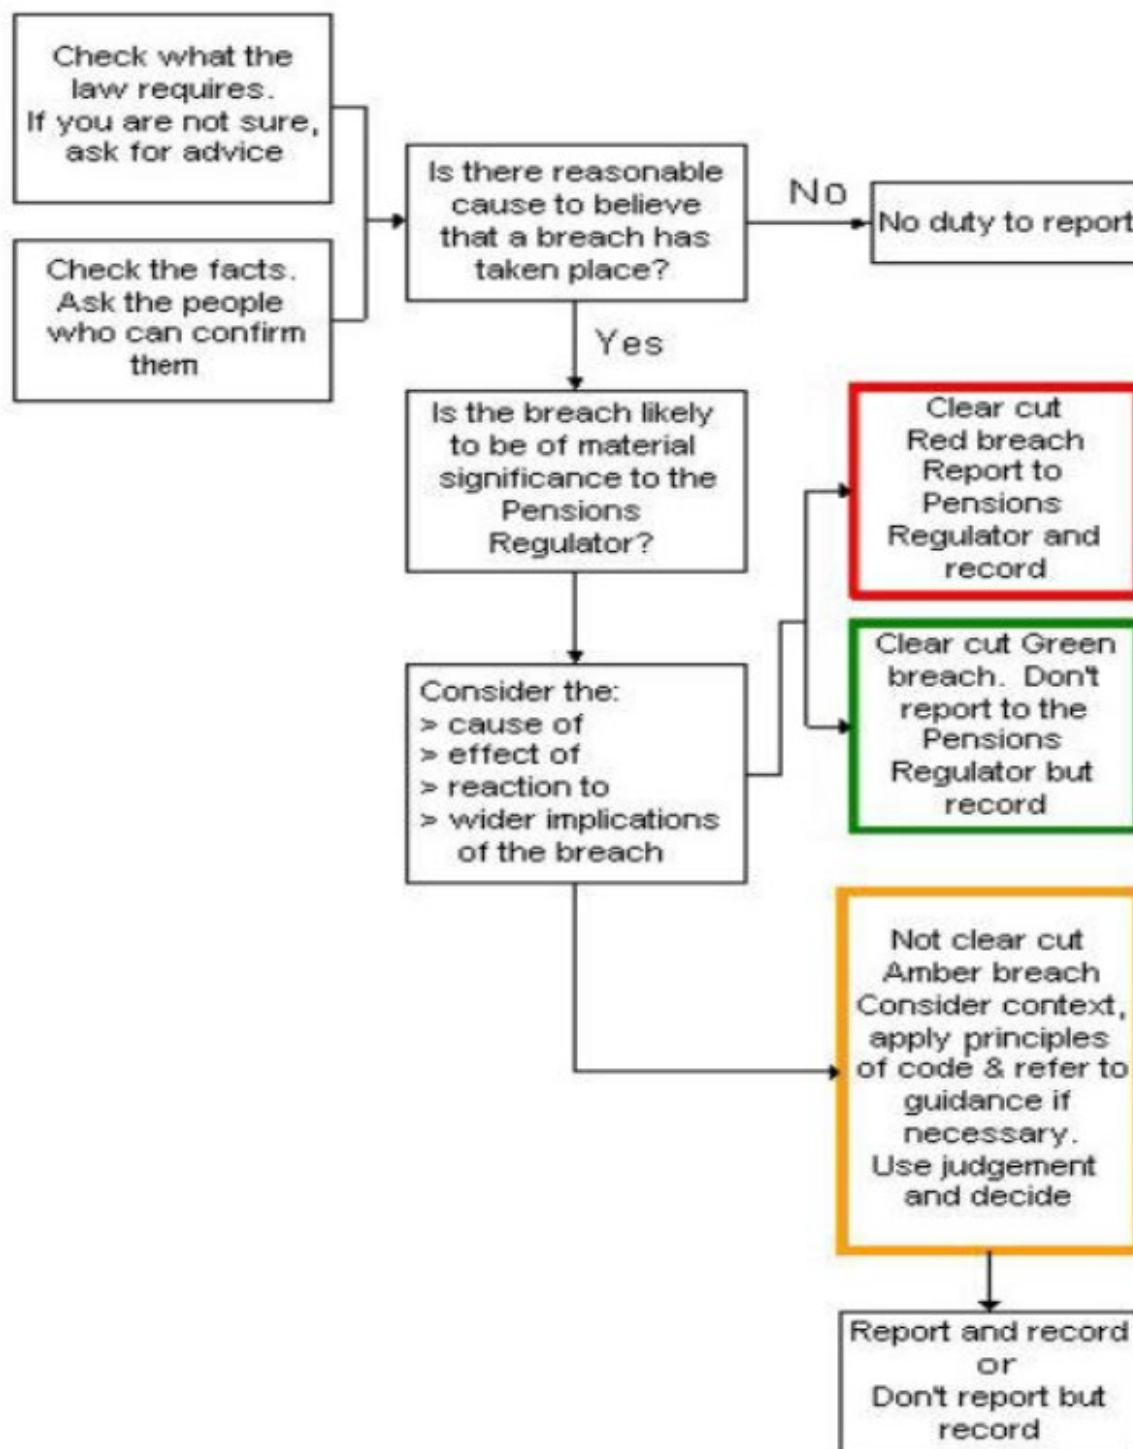 Check what the
law requires.
If you are not sure,
ask for advice
Check the facts.
Ask the people
who can confirm
them
Is there reasonable
cause to believe
that a breach has
taken place?
No
No duty to report
Yes
Is the breach likely
to be of material
significance to the
Pensions
Regulator?
Consider the:
> cause of
> effect of
> reaction to
> wider implications
of the breach
Clear cut
Red breach
Report to
Pensions
Regulator and
record
Clear cut Green
breach. Don't
report to the
Pensions
Regulator but
record
Not clear cut
Amber breach
Consider context,
apply principles
of code & refer to
guidance if
necessary.
Use judgement
and decide
Report and record
or
Don't report but
record